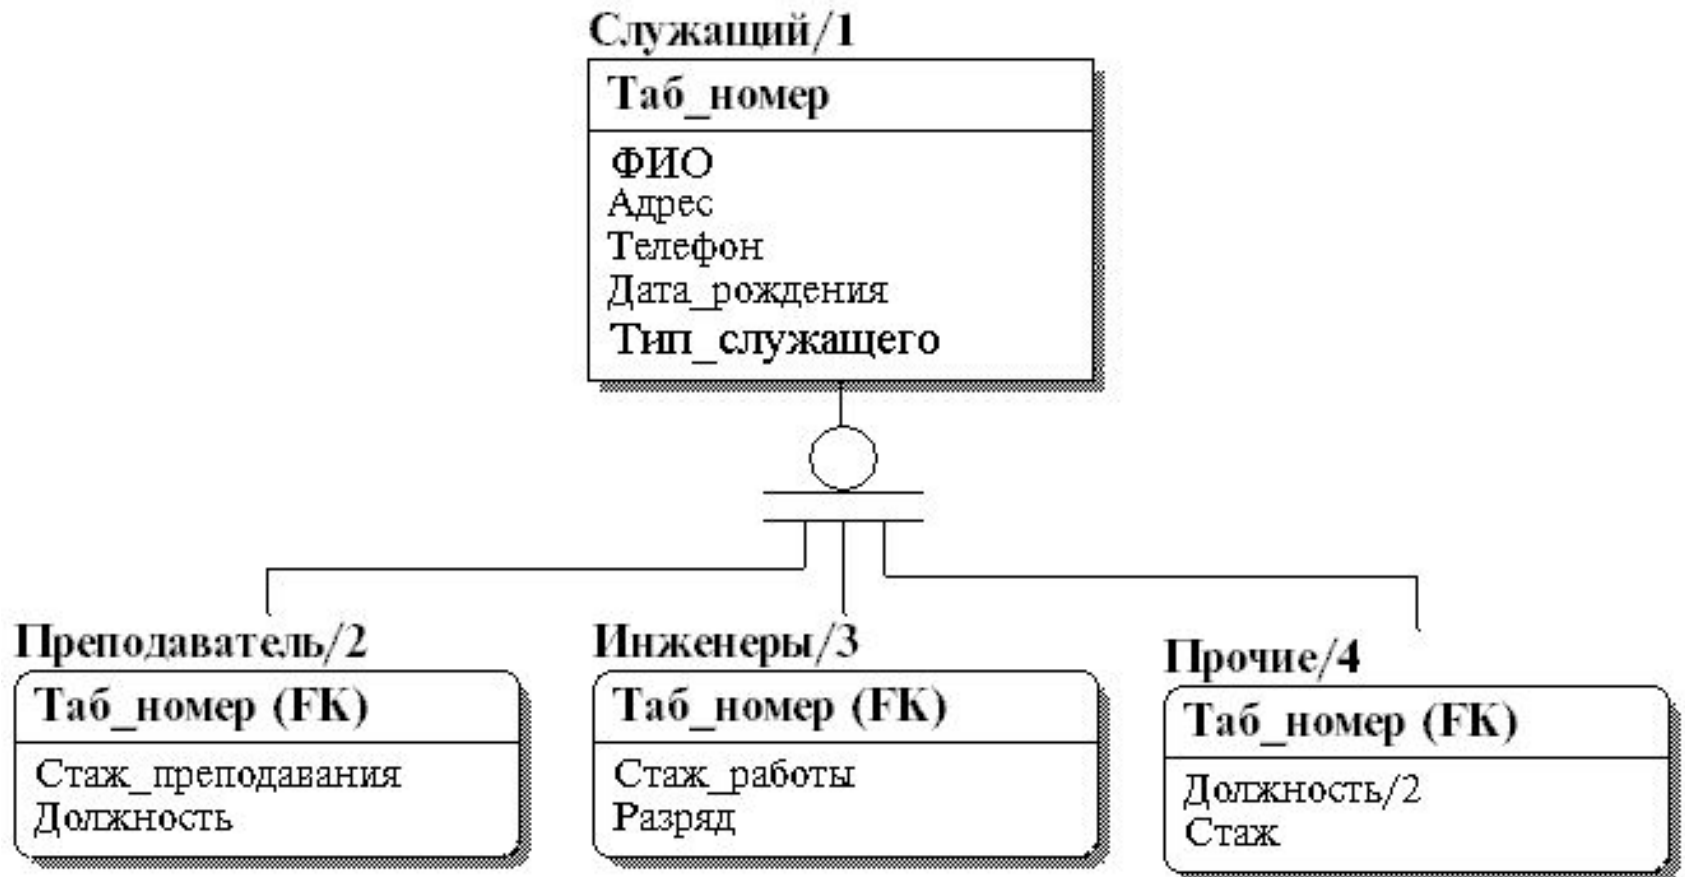 Служащий/1
Таб_номер
ФИО
Адрес
Телефон
Дата_рождения
Тип_служащего
Преподаватель/2
Таб_номер (FK)
Стаж_преподавания
Должность
Инженеры/3
Таб_номер (FK)
Стаж_работы
Разряд
Прочие/4
Таб_номер (FK)
Должность/2
Стаж